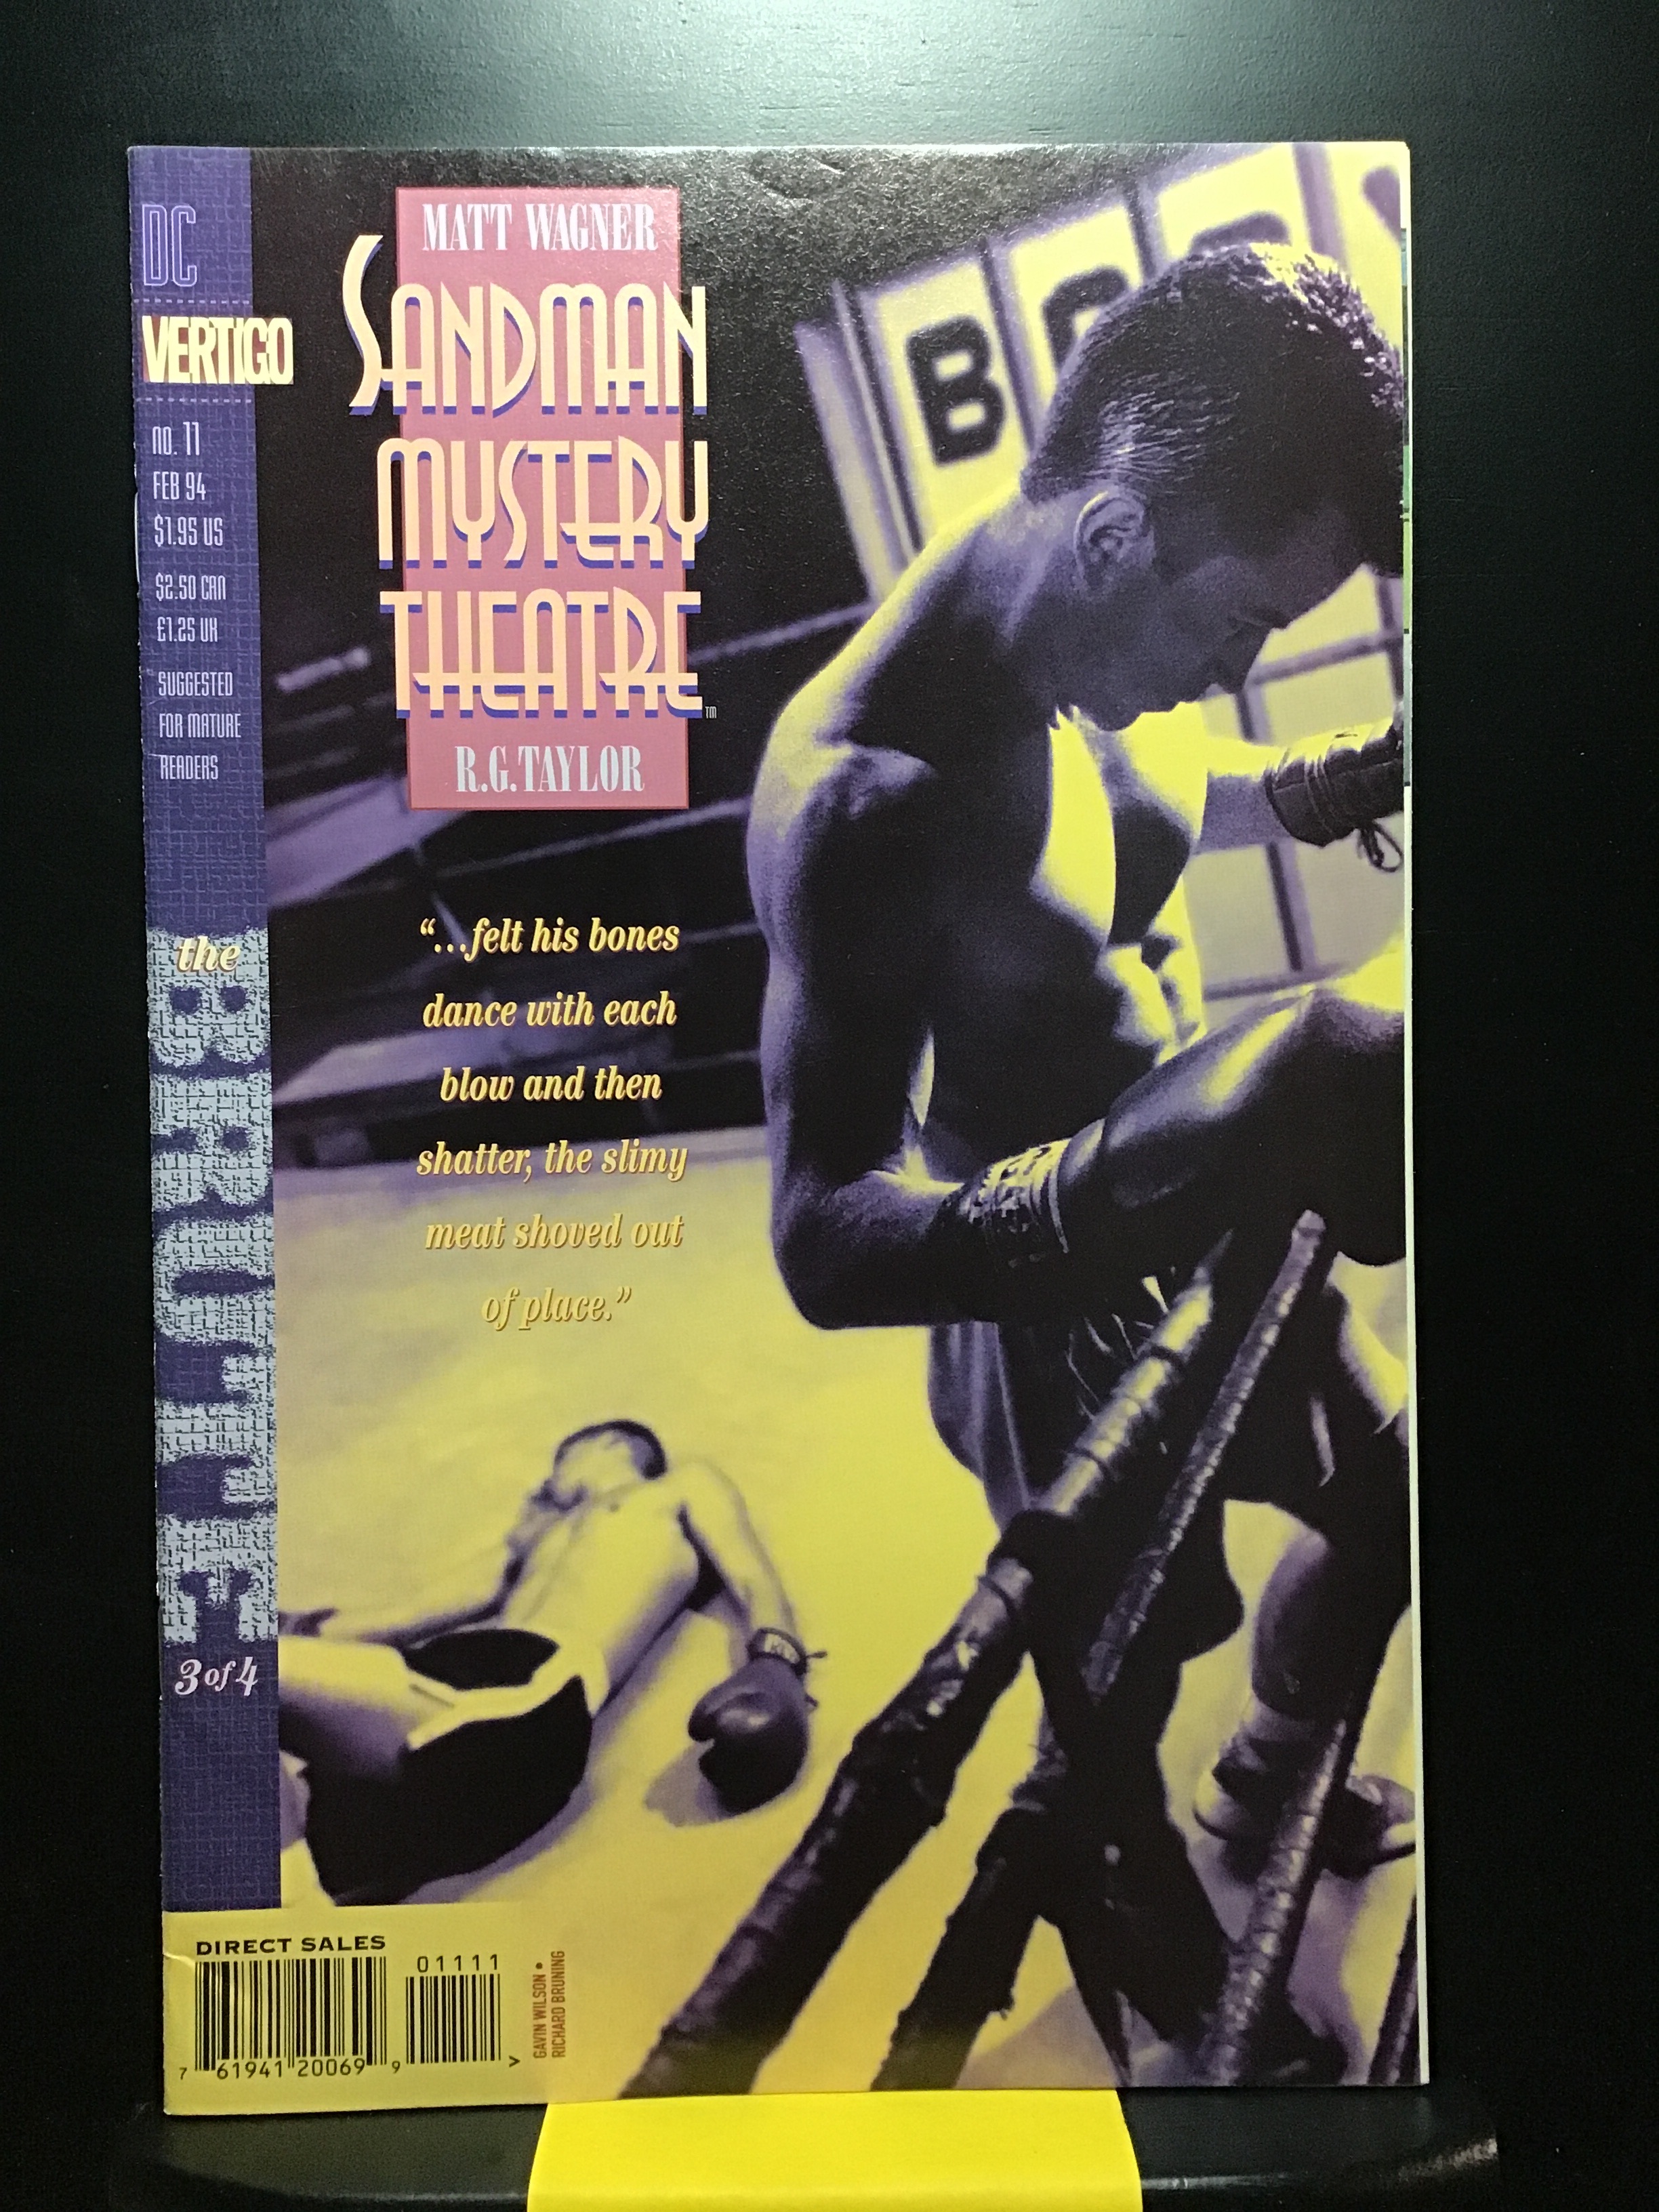 DC
VERTIGO
no. 11
FEB 94
$1.95 US
$2.50 CAN
£1.25 UK
SUGGESTED
FOR MATURE
READERS
the
BRUTE
3 of 4
MATT WAGNER
SANDMAN
MYSTERY
THEATRE
TM
R.G. TAYLOR
“...felt his bones
dance with each
blow and then
shatter, the slimy
meat shoved out
of place.”
DIRECT SALES
01111
7 61941 20069 9
GAVIN WILSON •
RICHARD BRUNING